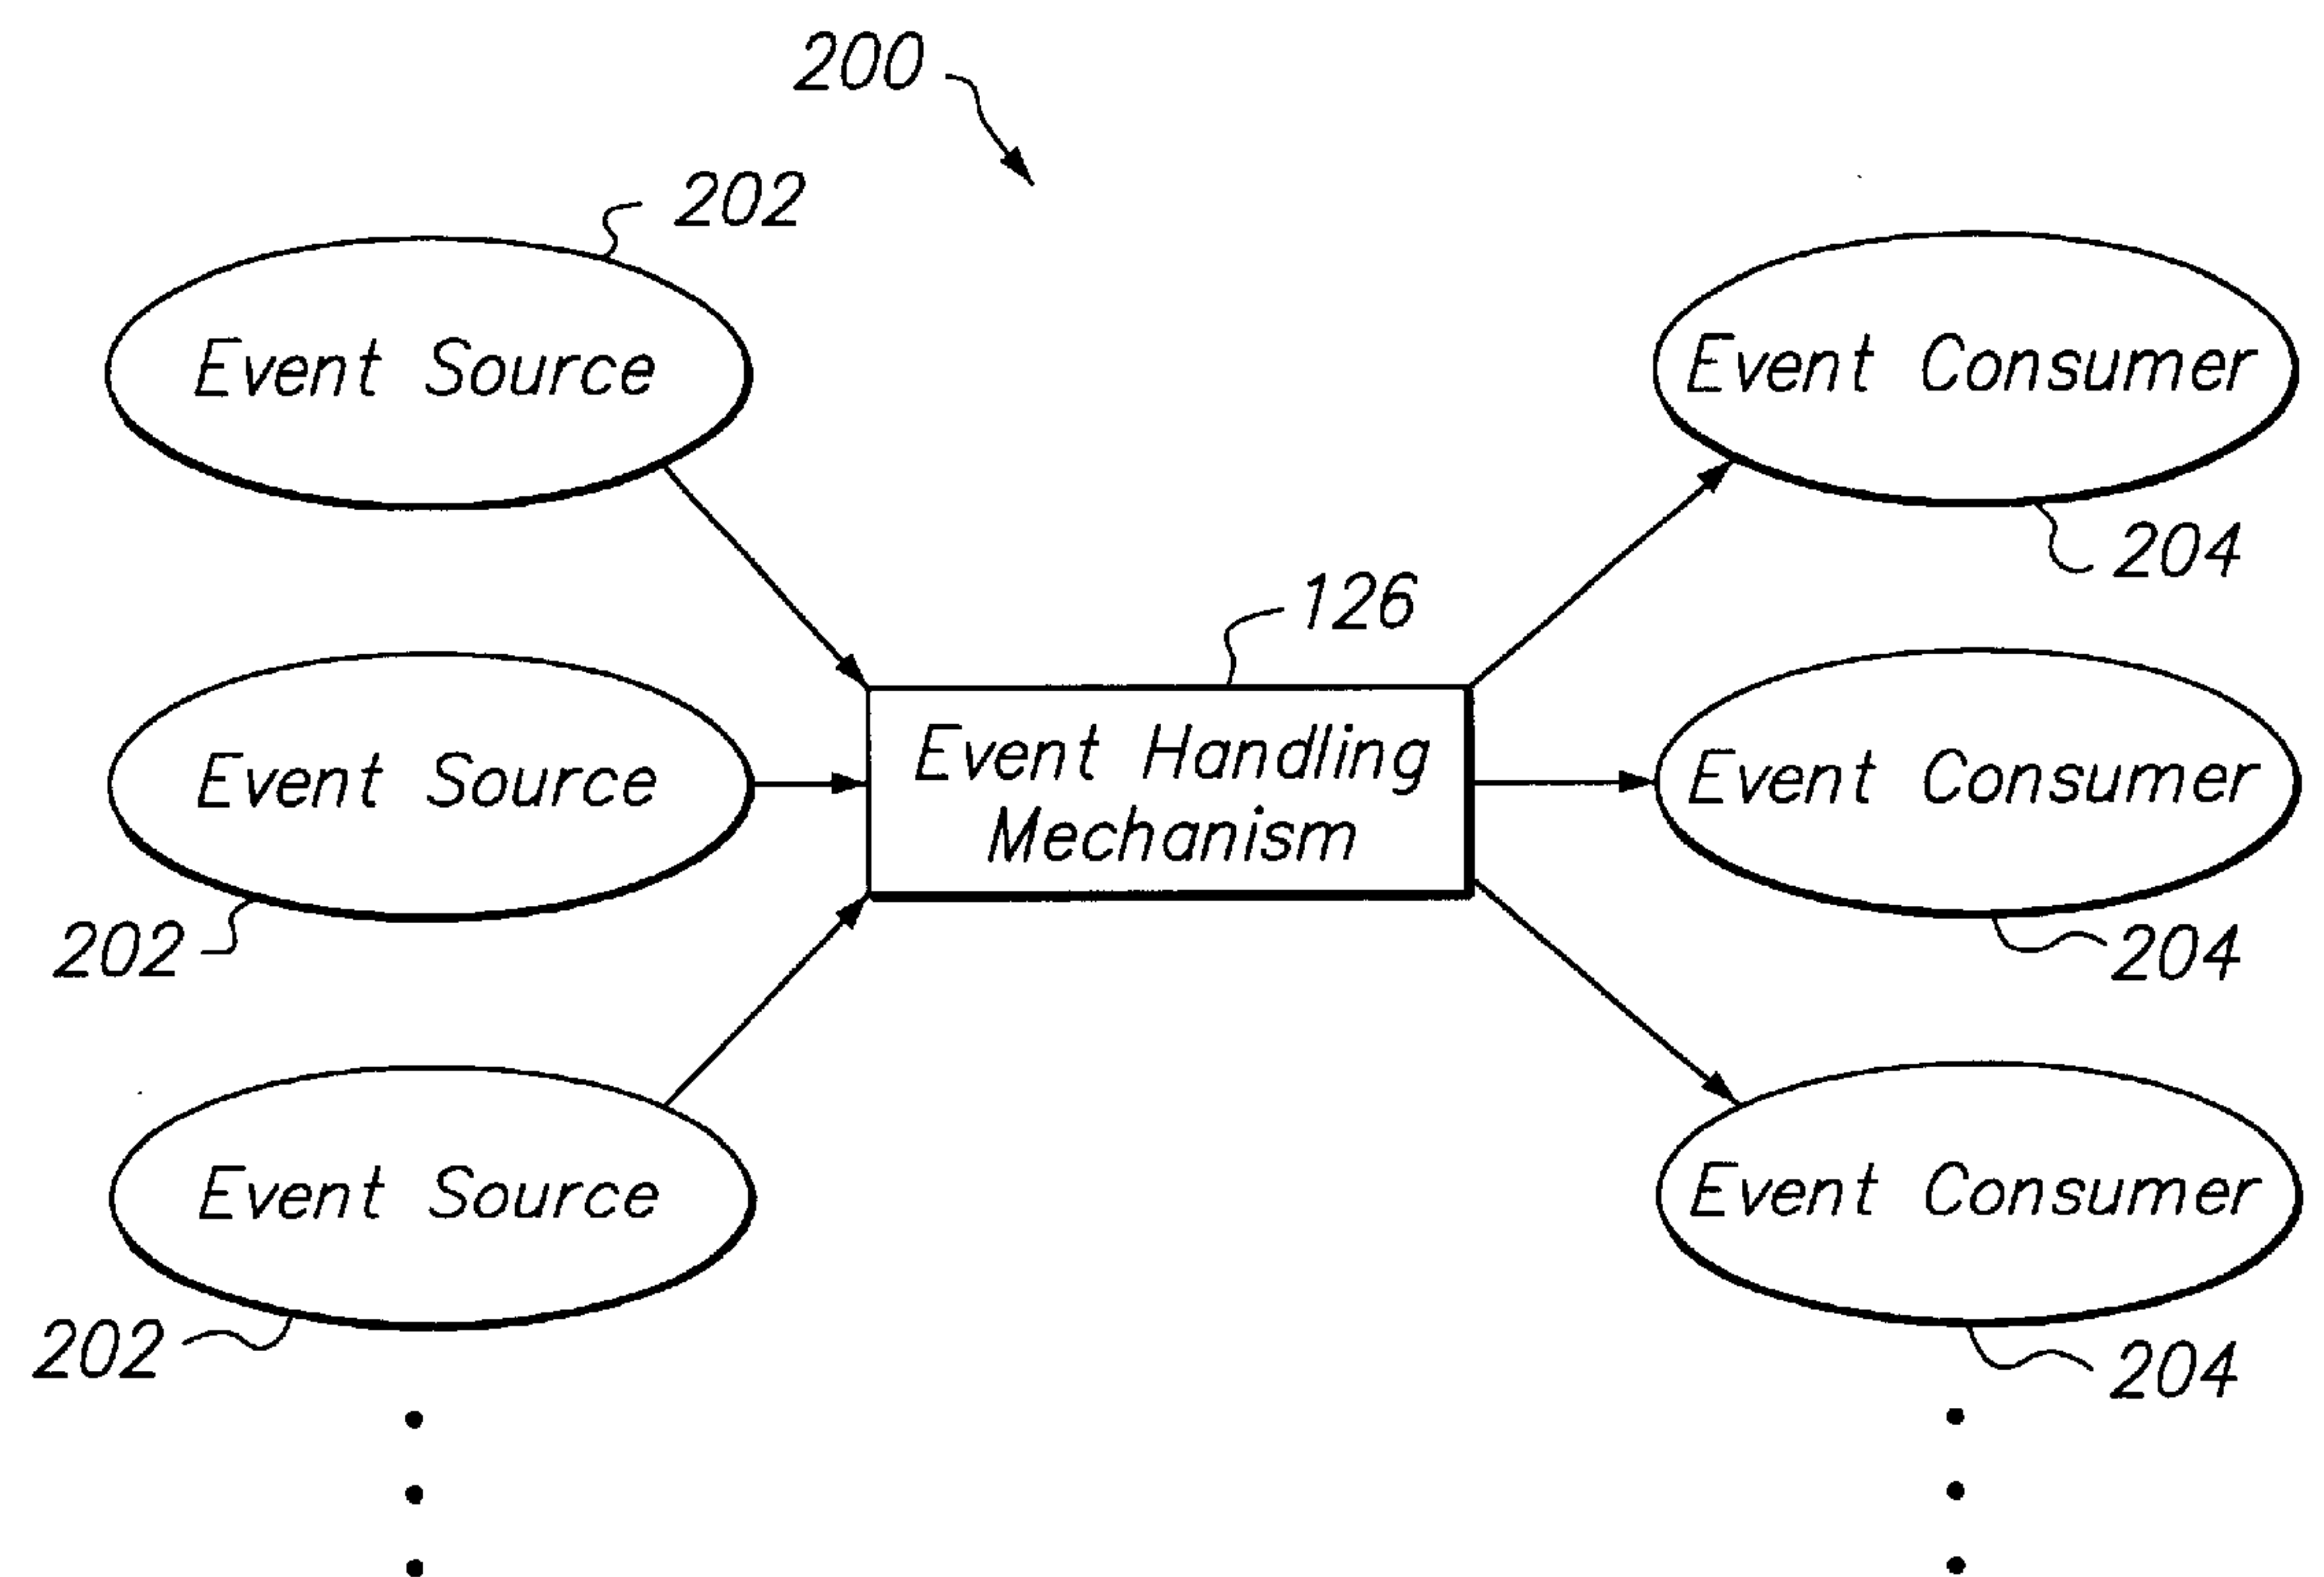 200
202
Event Source
Event Consumer
204
126
Event Handling
Mechanism
Event Source
Event Consumer
202
204
Event Source
Event Consumer
202
204